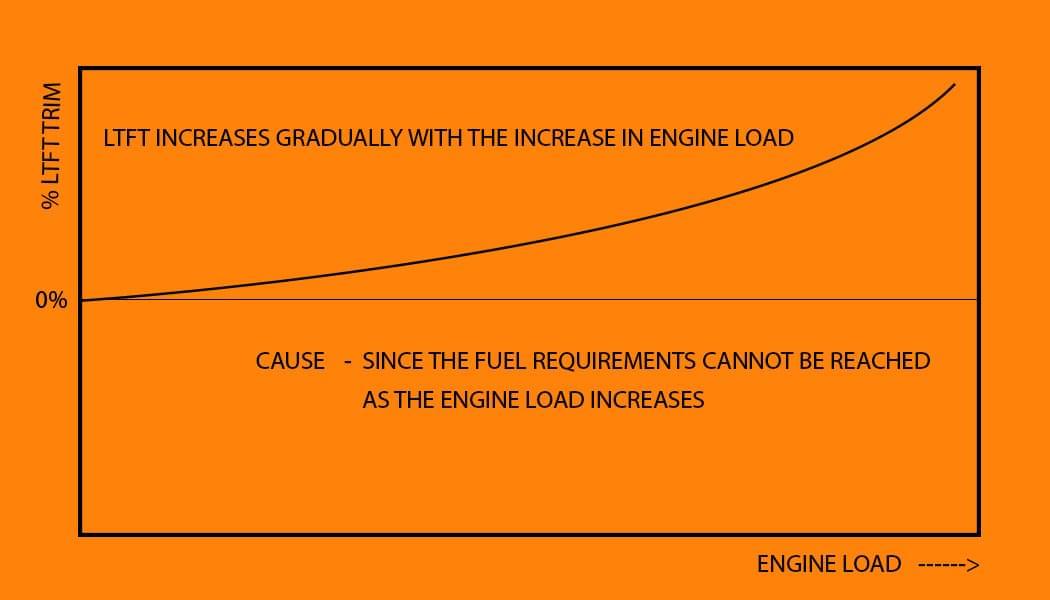 % LTFT TRIM
LTFT INCREASES GRADUALLY WITH THE INCREASE IN ENGINE LOAD
0%
CAUSE - SINCE THE FUEL REQUIREMENTS CANNOT BE REACHED
AS THE ENGINE LOAD INCREASES
ENGINE LOAD ------>